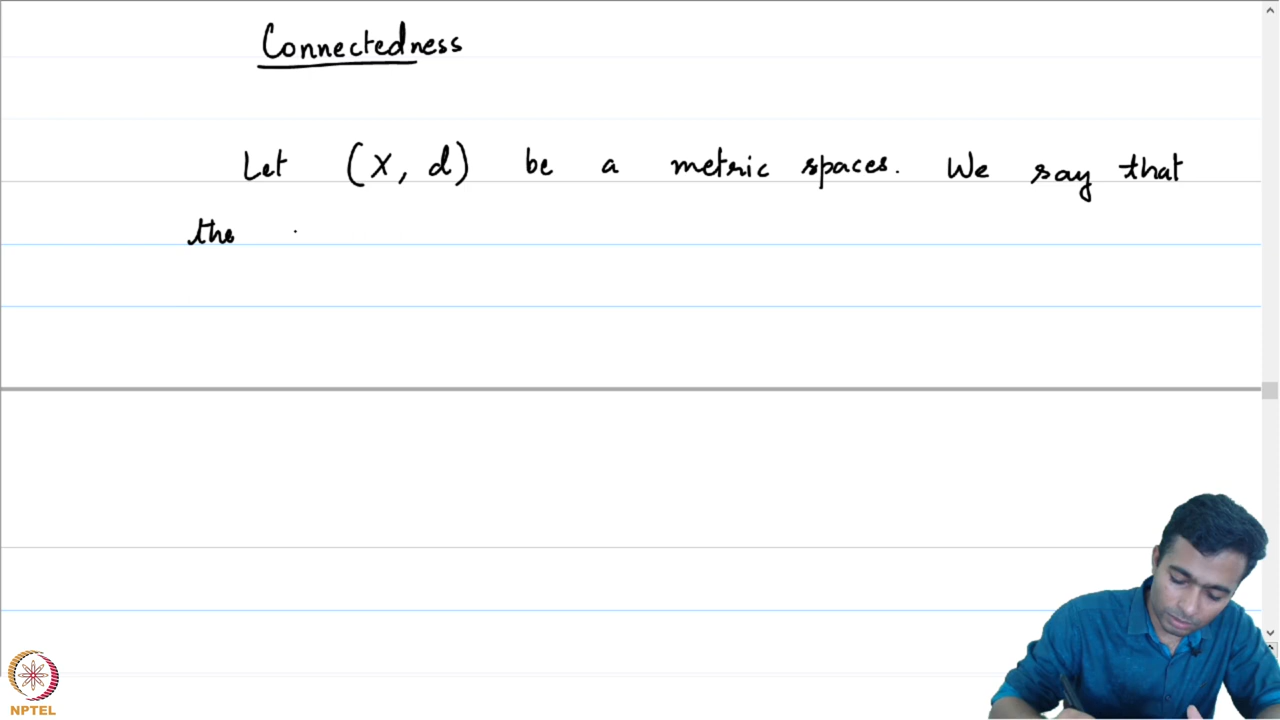 Connectedness
Let (X, d) be a metric spaces. We say that
the
NPTEL